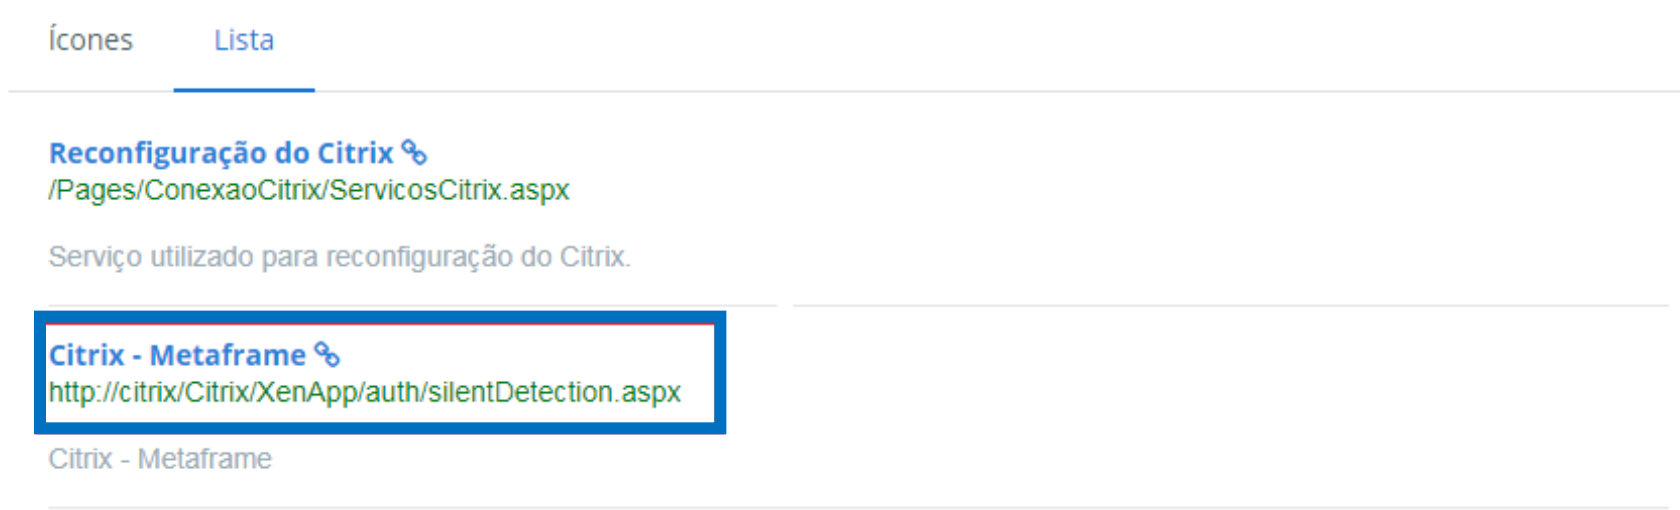 Ícones Lista
Reconfiguração do Citrix
/Pages/ConexaoCitrix/ServicosCitrix.aspx
Serviço utilizado para reconfiguração do Citrix.
Citrix - Metaframe
http://citrix/Citrix/XenApp/auth/silentDetection.aspx
Citrix - Metaframe